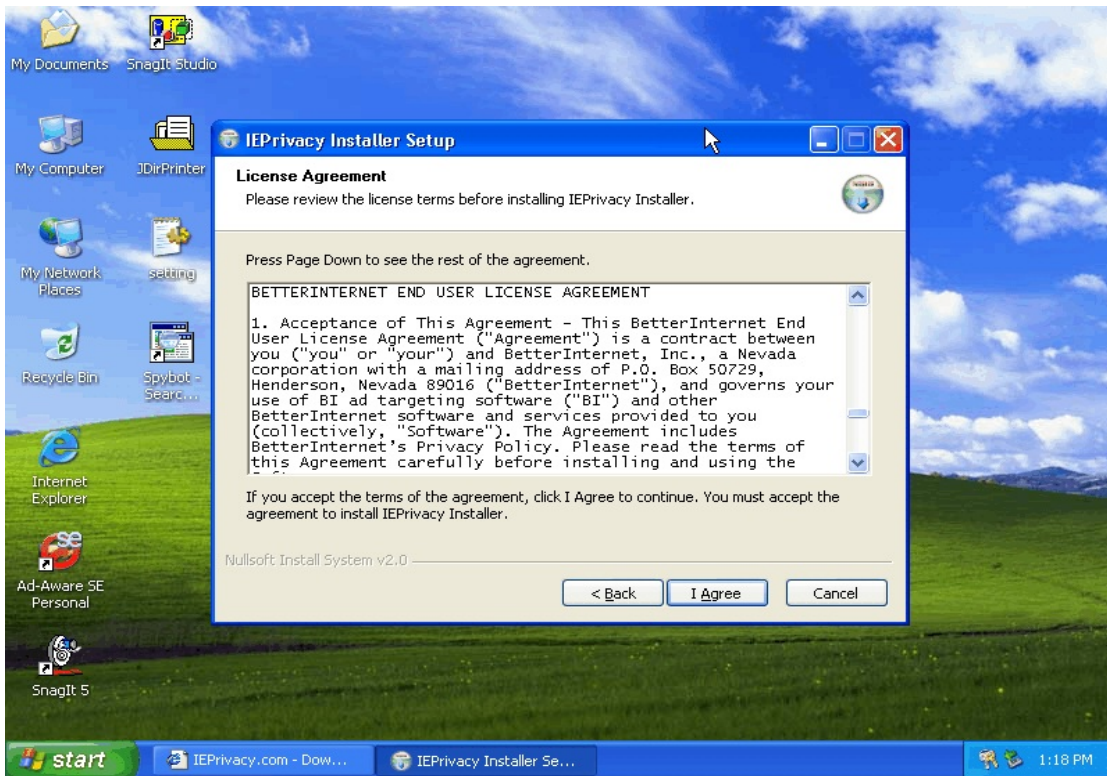 My Documents
SnagIt Studio
My Computer
JDirPrinter
My Network
Places
setting
Recycle Bin
Spybot -
Searc...
Internet
Explorer
Ad-Aware SE
Personal
SnagIt 5
IEPrivacy Installer Setup
License Agreement
Please review the license terms before installing IEPrivacy Installer.
Press Page Down to see the rest of the agreement.
BETTERINTERNET END USER LICENSE AGREEMENT
1. Acceptance of This Agreement - This BetterInternet End
User License Agreement ("Agreement") is a contract between
you ("you" or "your") and BetterInternet, Inc., a Nevada
corporation with a mailing address of P.O. Box 50729,
Henderson, Nevada 89016 ("BetterInternet"), and governs your
use of BI ad targeting software ("BI") and other
BetterInternet software and services provided to you
(collectively, "Software"). The Agreement includes
BetterInternet's Privacy Policy. Please read the terms of
this Agreement carefully before installing and using the
If you accept the terms of the agreement, click I Agree to continue. You must accept the
agreement to install IEPrivacy Installer.
Nullsoft Install System v2.0
< Back
I Agree
Cancel
start
IEPrivacy.com - Dow...
IEPrivacy Installer Se...
1:18 PM